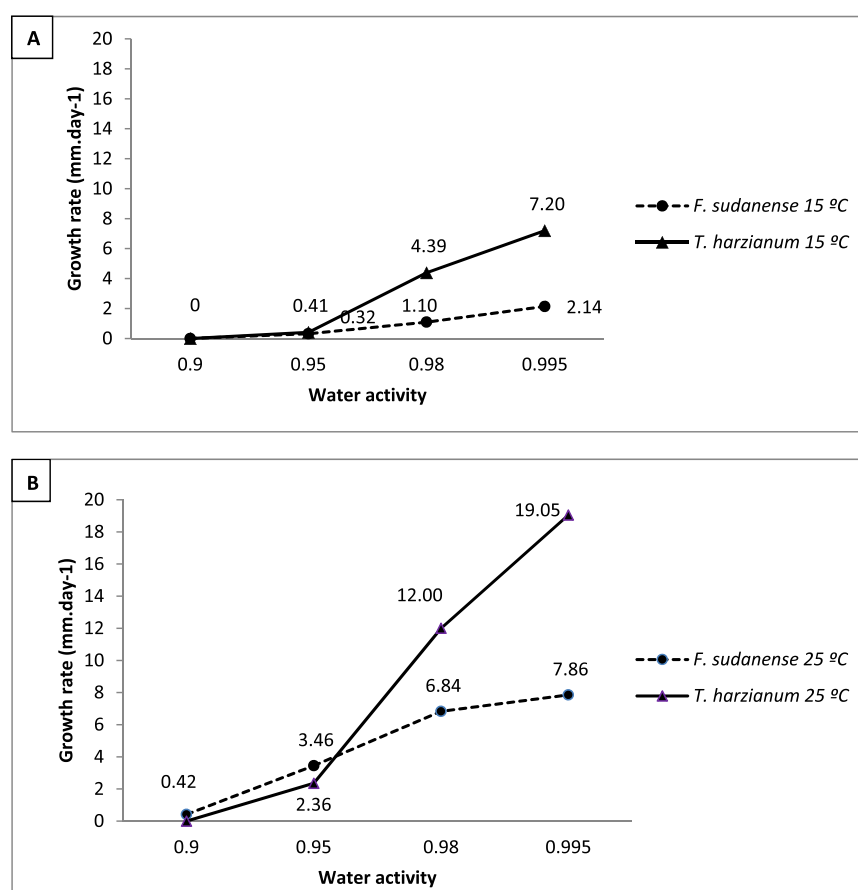 A
20
18
16
14
12
10
8
6
4
2
0
Growth rate (mm.day-1)
7.20
4.39
0 0.41 0.32 1.10 2.14
0.9 0.95 0.98 0.995
Water activity
F. sudanense 15 ºC
T. harzianum 15 ºC
B
20
18
16
14
12
10
8
6
4
2
0
Growth rate (mm.day-1)
19.05
12.00
7.86
6.84
3.46
0.42
2.36
0.9 0.95 0.98 0.995
Water activity
F. sudanense 25 ºC
T. harzianum 25 ºC